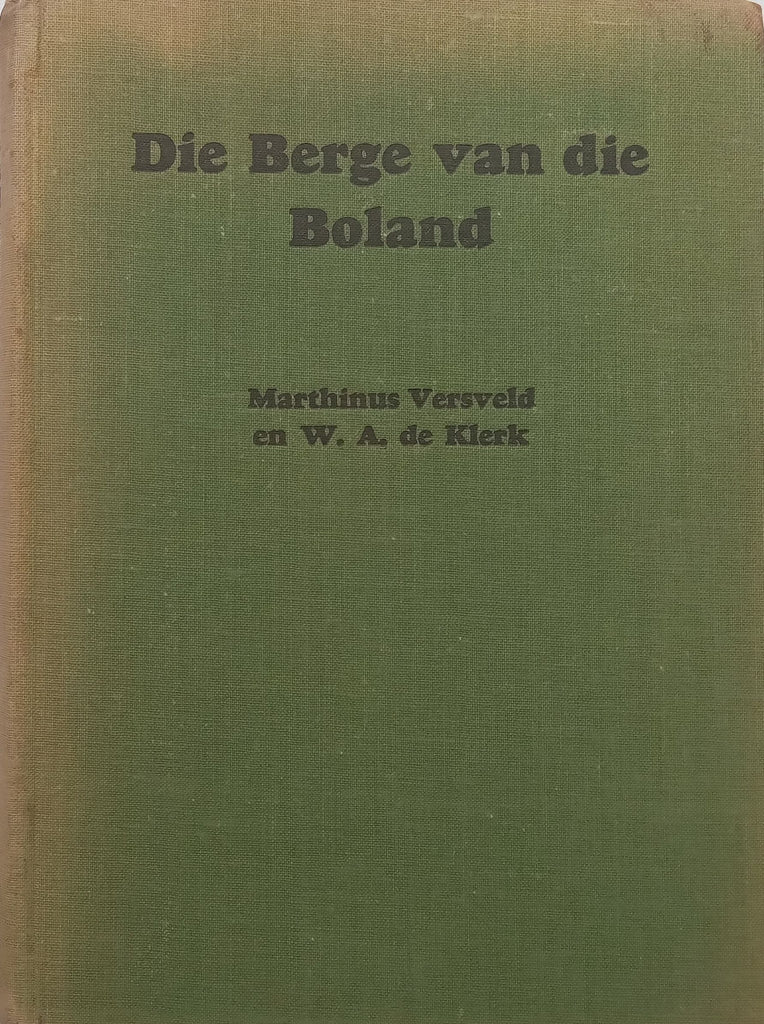 Die Berge van die
Boland
Marthinus Versveld
en W. A. de Klerk